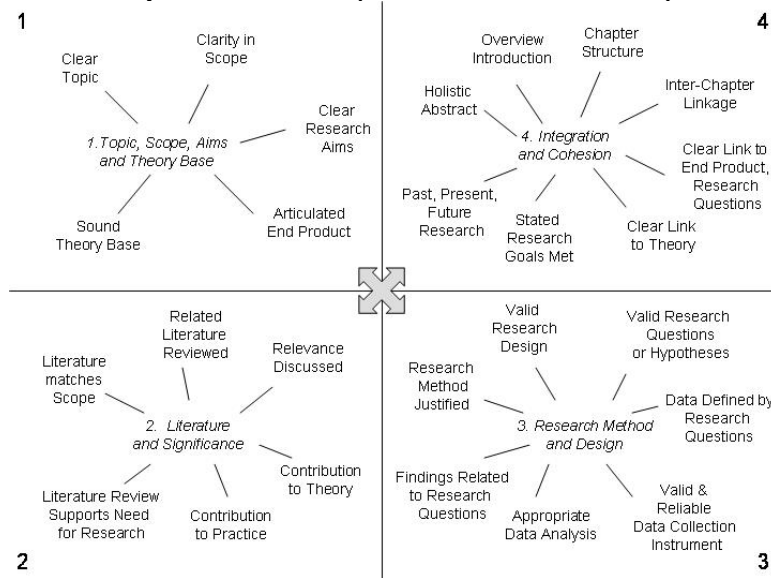 1
Clear
Topic
Clarity in
Scope
Clear
Research
Aims
1.Topic, Scope, Aims
and Theory Base
Sound
Theory Base
Articulated
End Product
4
Overview
Introduction
Chapter
Structure
Holistic
Abstract
Inter-Chapter
Linkage
4. Integration
and Cohesion
Clear Link to
End Product,
Research
Questions
Past, Present,
Future
Research
Stated
Research
Goals Met
Clear Link
to Theory
Related
Literature
Reviewed
Literature
matches
Scope
Relevance
Discussed
2. Literature
and Significance
Contribution
to Theory
Literature Review
Supports Need
for Research
Contribution
to Practice
2
Valid
Research
Design
Valid Research
Questions
or Hypotheses
Research
Method
Justified
Data Defined by
Research
Questions
3. Research Method
and Design
Findings Related
to Research
Questions
Appropriate
Data Analysis
Valid &
Reliable
Data Collection
Instrument
3